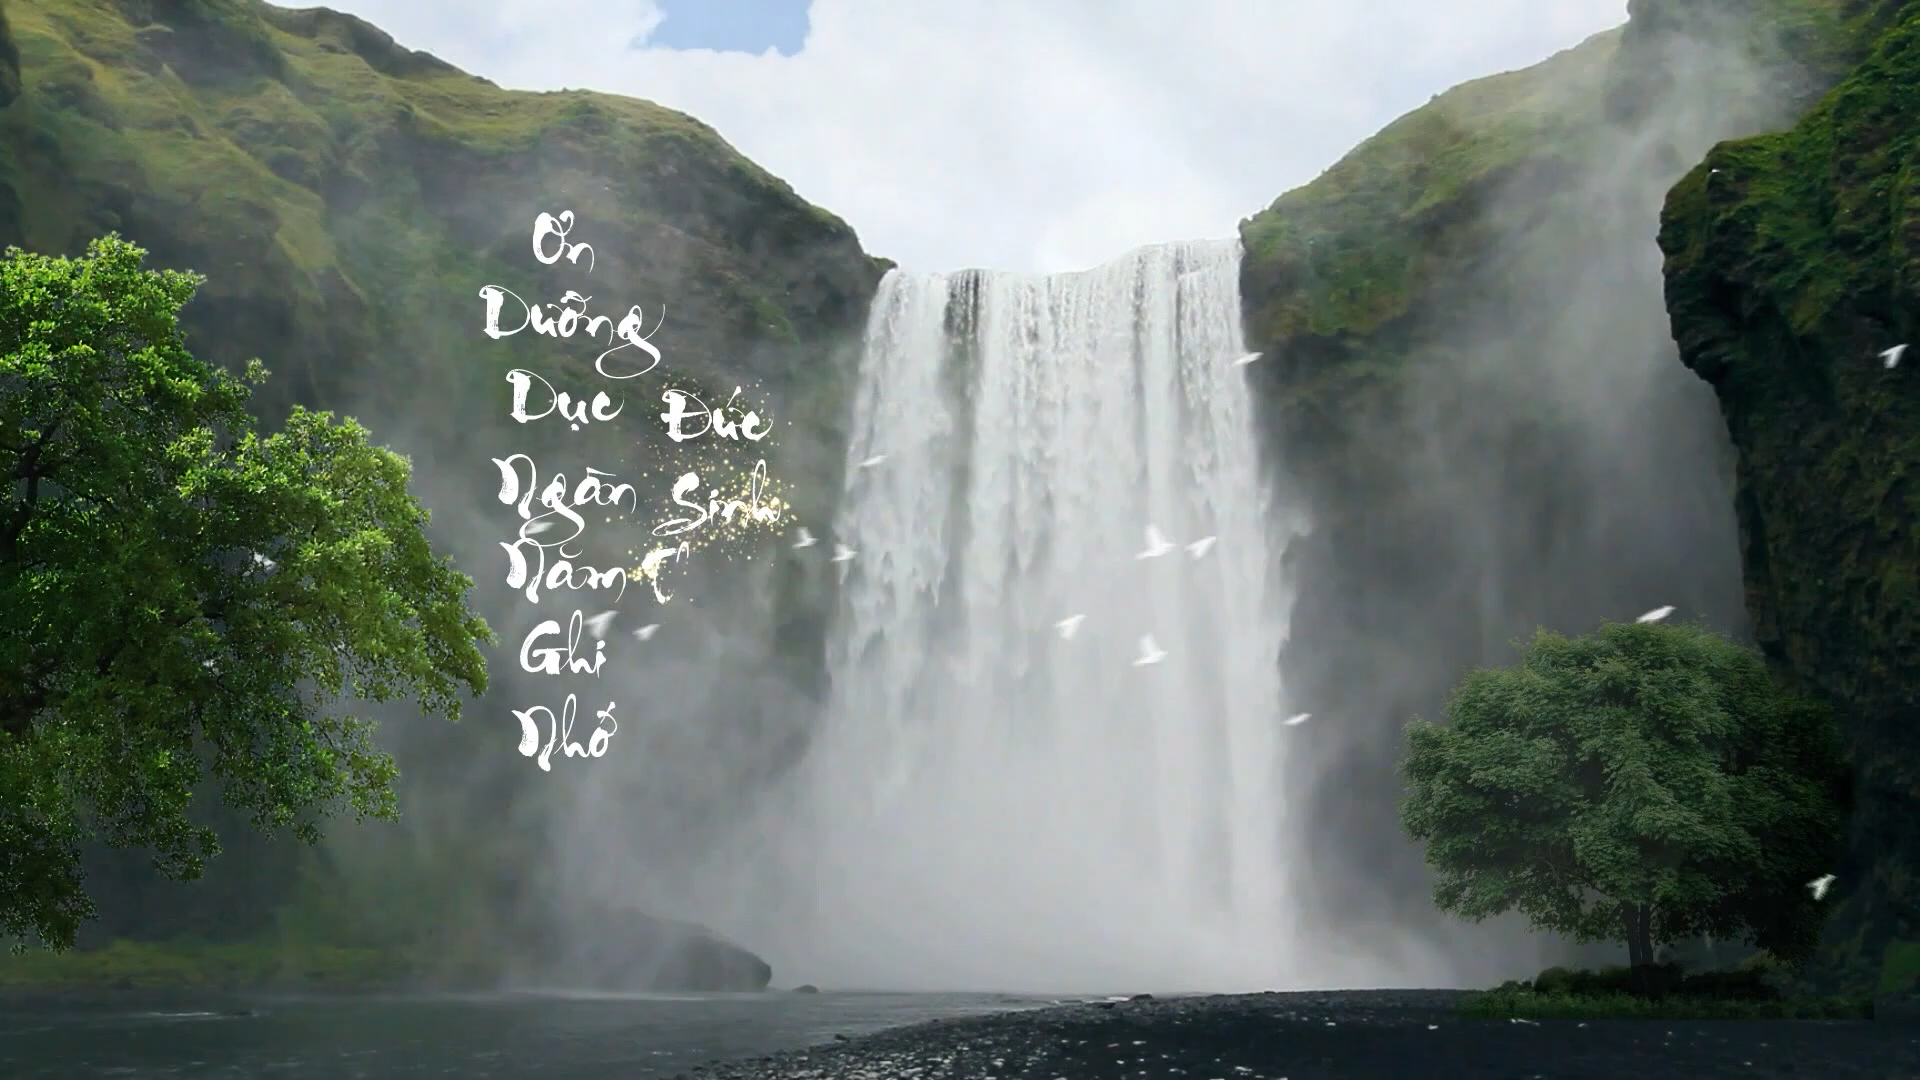 Ơn
Dưỡng
Dục
Ngàn
Năm
Ghi
Nhớ
Đức
Sinh